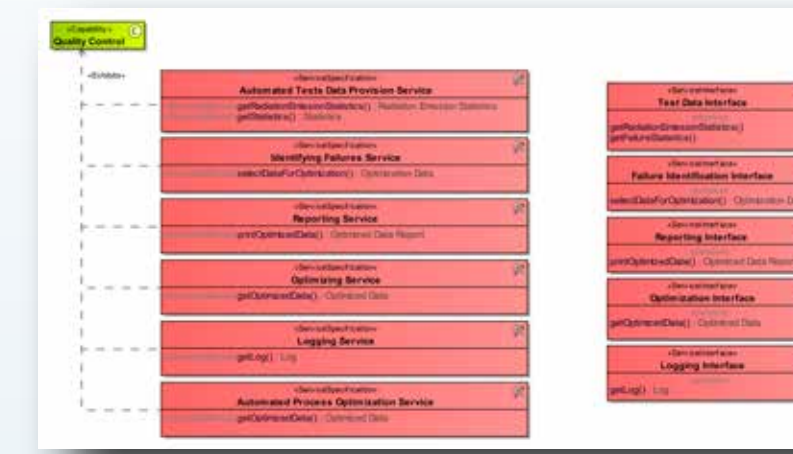 «Capability»
Quality Control
«Exhibits»
«ServiceSpecification»
Automated Tests Data Provision Service
getRadiationEmissionStatistics() : Radiation Emission Statistics
getStatistics() : Statistics
«ServiceSpecification»
Identifying Failures Service
selectDataForOptimization() : Optimization Data
«ServiceSpecification»
Reporting Service
printOptimizedData() : Optimized Data Report
«ServiceSpecification»
Optimizing Service
getOptimizedData() : Optimized Data
«ServiceSpecification»
Logging Service
getLog() : Log
«ServiceSpecification»
Automated Process Optimization Service
getOptimizedData() : Optimized Data
«ServiceInterface»
Test Data Interface
getRadiationEmissionStatistics()
getFailureStatistics()
«ServiceInterface»
Failure Identification Interface
selectDataForOptimization() : Optimization D
«ServiceInterface»
Reporting Interface
printOptimizedData() : Optimized Data Repor
«ServiceInterface»
Optimization Interface
getOptimizedData() : Optimized Data
«ServiceInterface»
Logging Interface
getLog() : Log